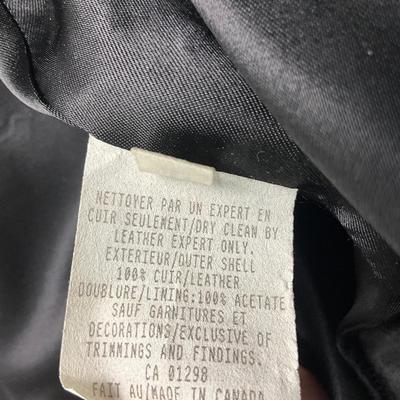 NETTOYER PAR UN EXPERT EN
CUIR SEULEMENT/DRY CLEAN BY
LEATHER EXPERT ONLY.
EXTERIEUR/OUTER SHELL
100% CUIR/LEATHER
DOUBLURE/LINING:100% ACETATE
SAUF GARNITURES ET
DECORATIONS/EXCLUSIVE OF
TRIMMINGS AND FINDINGS.
CA 01298
FAIT AU/MADE IN CANADA